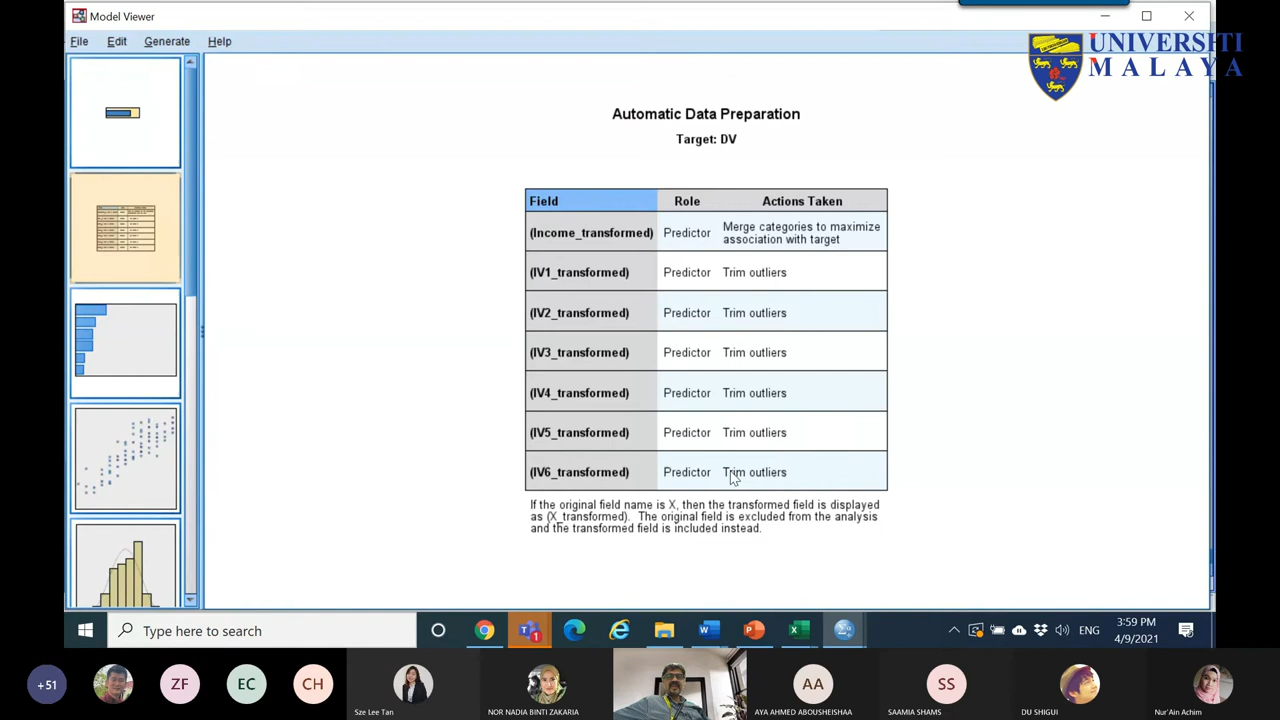 Model Viewer
File Edit Generate Help
UNIVERSITI
MALAYA
Automatic Data Preparation
Target: DV
Field Role Actions Taken
(Income_transformed) Predictor Merge categories to maximize
association with target
(IV1_transformed) Predictor Trim outliers
(IV2_transformed) Predictor Trim outliers
(IV3_transformed) Predictor Trim outliers
(IV4_transformed) Predictor Trim outliers
(IV5_transformed) Predictor Trim outliers
(IV6_transformed) Predictor Trim outliers
If the original field name is X, then the transformed field is displayed
as (X_transformed). The original field is excluded from the analysis
and the transformed field is included instead.
Type here to search
1
ENG
3:59 PM
4/9/2021
+51
ZF
EC
CH
Sze Lee Tan
NOR NADIA BINTI ZAKARIA
AA
AYA AHMED ABOUSHEISHAA
SS
SAAMIA SHAMS
DU SHIGUI
Nur'Ain Achim